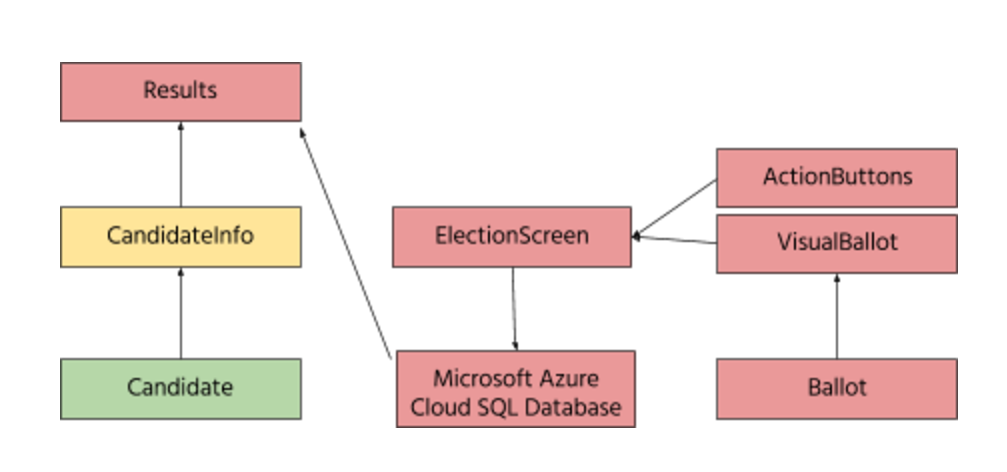 Results
ActionButtons
CandidateInfo
ElectionScreen
VisualBallot
Candidate
Microsoft Azure
Cloud SQL Database
Ballot